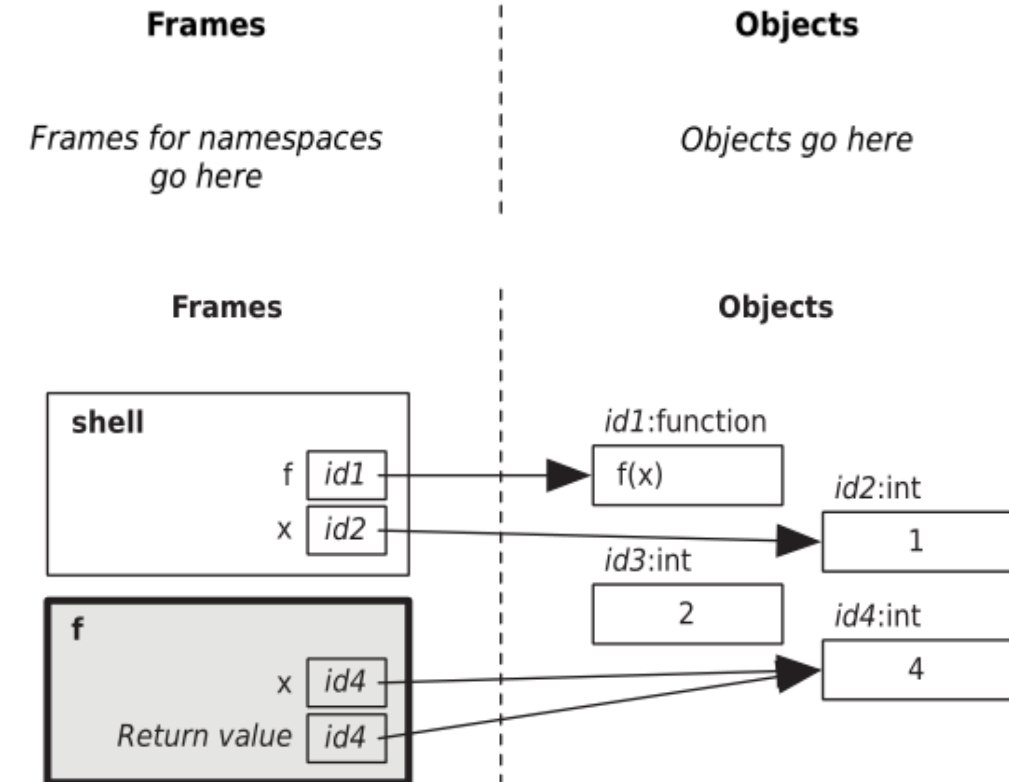 Frames
Objects
Frames for namespaces
go here
Objects go here
Frames
Objects
shell
f id1
x id2
id1:function
f(x)
id2:int
1
id3:int
2
id4:int
4
f
x id4
Return value id4